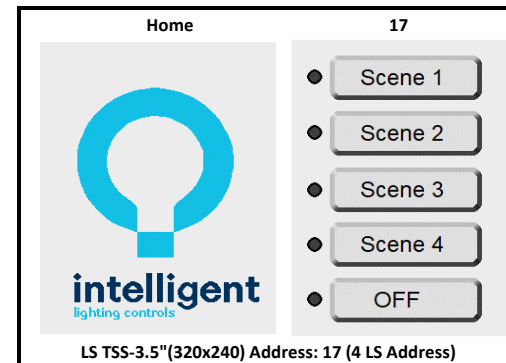 Home
17
Scene 1
Scene 2
Scene 3
Scene 4
OFF
intelligent
lighting controls
LS TSS-3.5"(320x240) Address: 17 (4 LS Address)